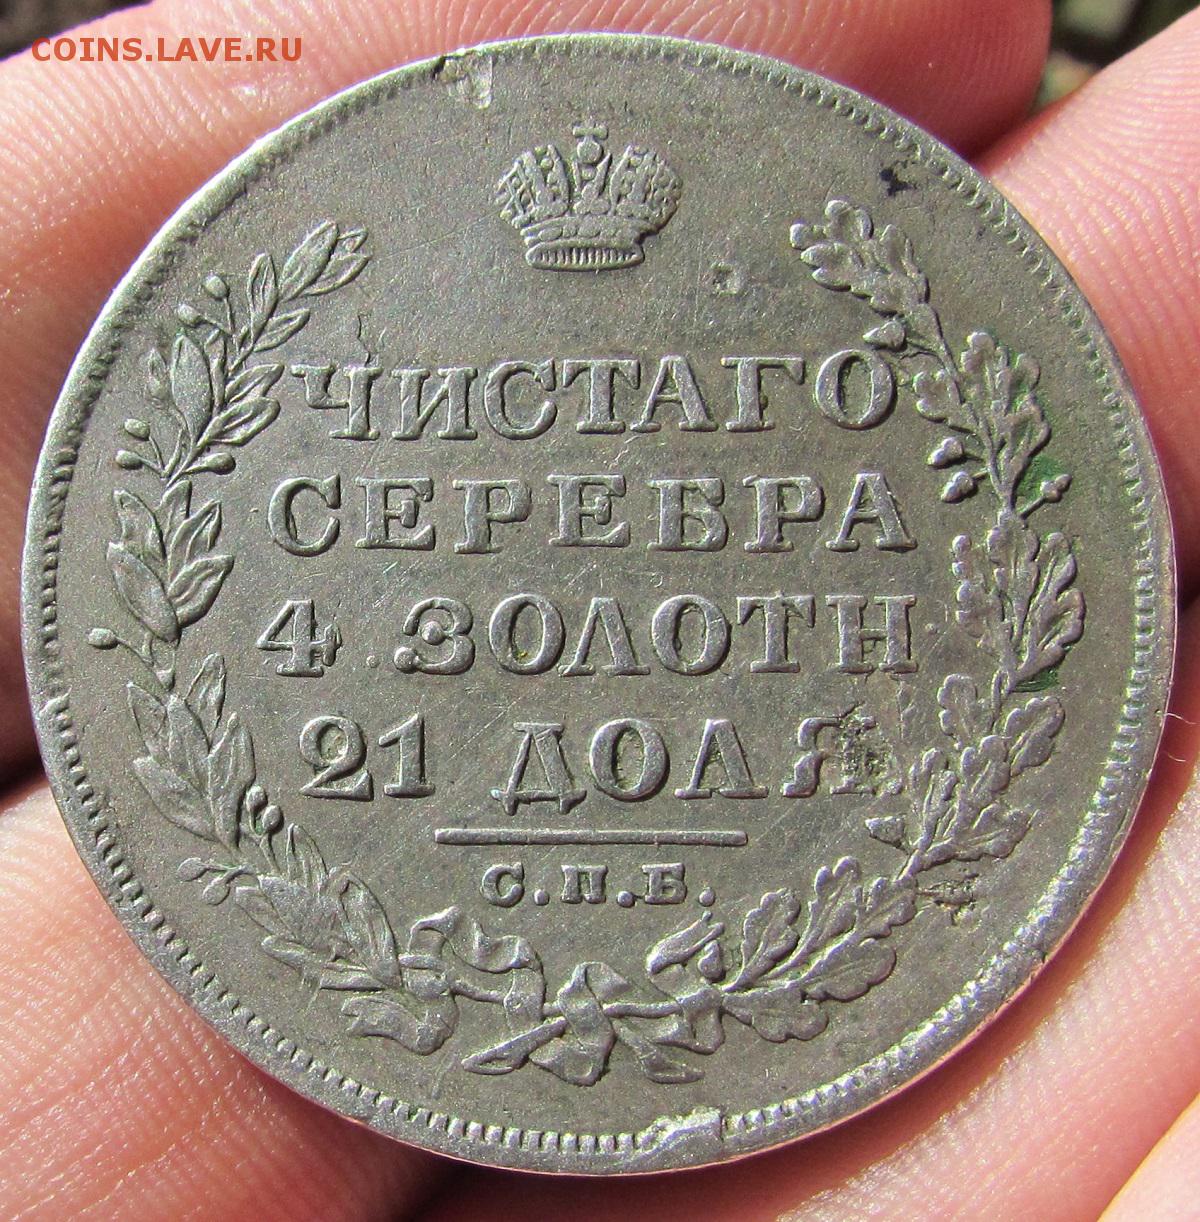 COINS.LAVE.RU
ЧИСТАГО
СЕРЕБРА
4 ЗОЛОТН
21 ДОЛЯ.
С.П.Б.